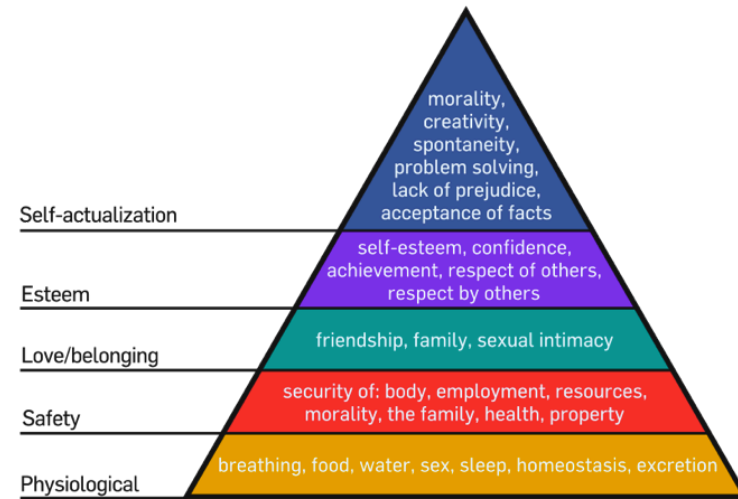 morality,
creativity,
spontaneity,
problem solving,
lack of prejudice,
acceptance of facts
Self-actualization
self-esteem, confidence,
achievement, respect of others,
respect by others
Esteem
friendship, family, sexual intimacy
Love/belonging
security of: body, employment, resources,
morality, the family, health, property
Safety
breathing, food, water, sex, sleep, homeostasis, excretion
Physiological